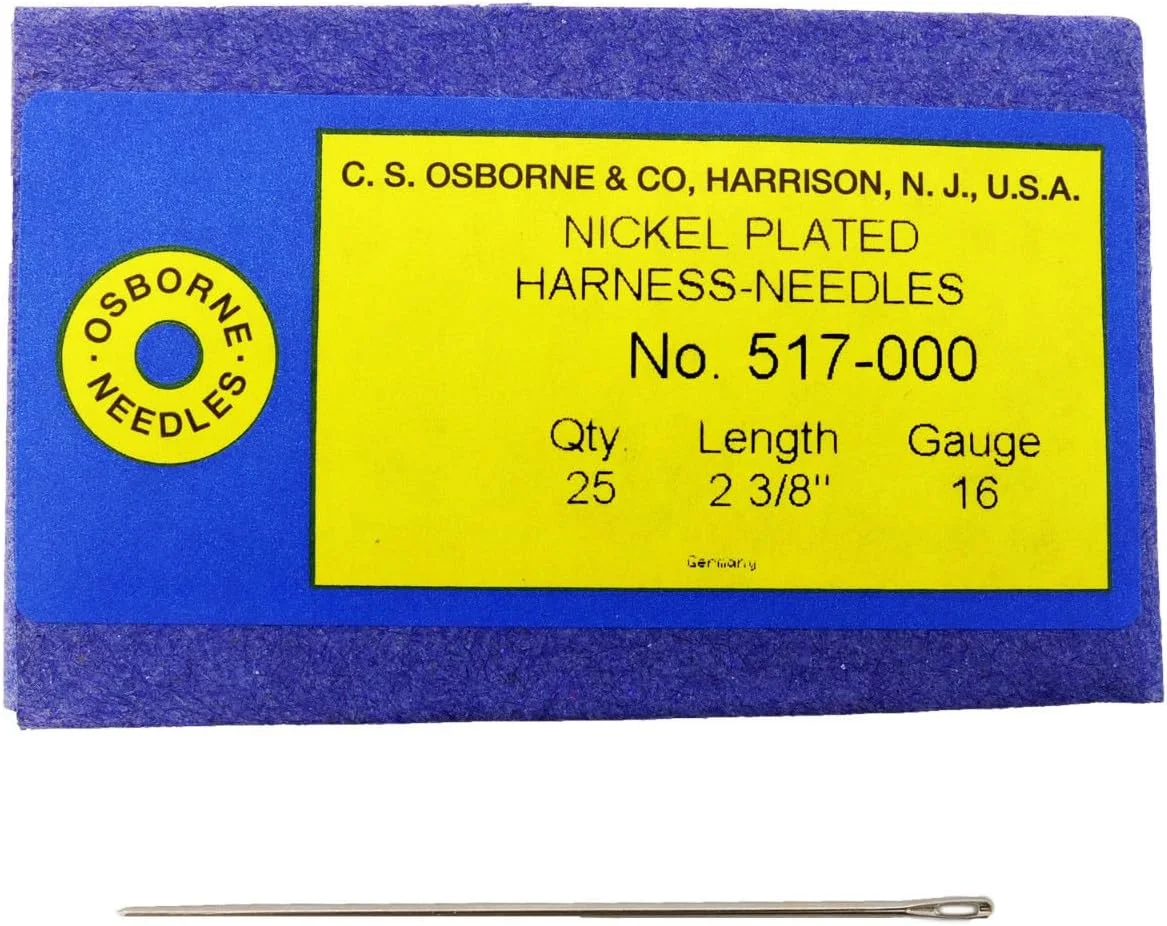 C. S. OSBORNE & CO, HARRISON, N. J., U.S.A.
NICKEL PLATED
HARNESS-NEEDLES
No. 517-000
Qty Length Gauge
25 2 3/8" 16
Germany
· OSBORNE ·
NEEDLES